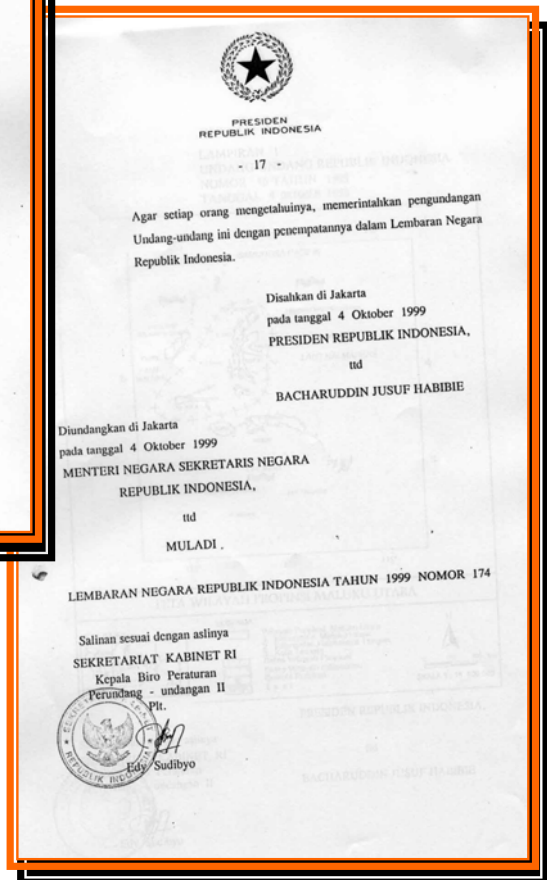 PRESIDEN
REPUBLIK INDONESIA
- 17 -
Agar setiap orang mengetahuinya, memerintahkan pengundangan
Undang-undang ini dengan penempatannya dalam Lembaran Negara
Republik Indonesia.
Disahkan di Jakarta
pada tanggal 4 Oktober 1999
PRESIDEN REPUBLIK INDONESIA,
ttd
BACHARUDDIN JUSUF HABIBIE
Diundangkan di Jakarta
pada tanggal 4 Oktober 1999
MENTERI NEGARA SEKRETARIS NEGARA
REPUBLIK INDONESIA,
ttd
MULADI .
LEMBARAN NEGARA REPUBLIK INDONESIA TAHUN 1999 NOMOR 174
Salinan sesuai dengan aslinya
SEKRETARIAT KABINET RI
Kepala Biro Peraturan
Perundang - undangan II
Plt.
REPUBLIK INDONESIA
Edy Sudibyo